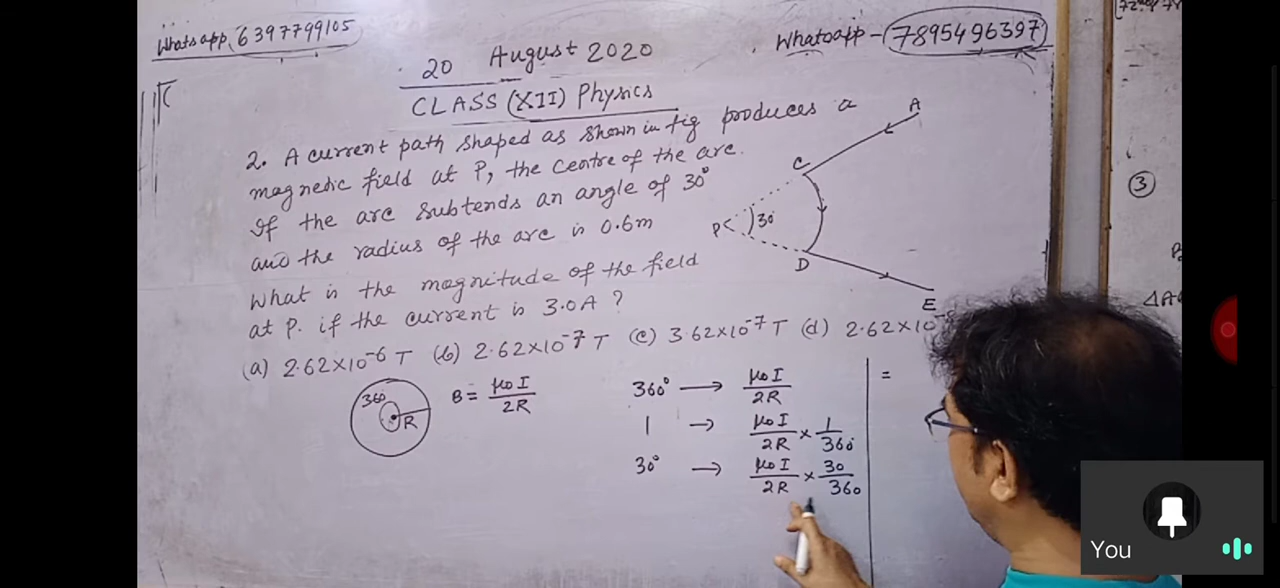 Whatsapp, 6397799105
Whatsapp - 7895496397
20 August 2020
CLASS (XII) Physics
2. A current path shaped as shown in fig produces a
magnedic field at P, the centre of the arc.
If the arc subtends an angle of 30°
and the radius of the arc is 0.6m
What is the magnitude of the field
at P. if the current is 3.0A ?
(a) 2.62×10⁻⁶ T (b) 2.62×10⁻⁷ T (c) 3.62×10⁻⁷ T (d) 2.62×10
A
C
P
30°
D
E
3
360
R
B = μ₀I/2R
360° → μ₀I/2R
1 → μ₀I/2R × 1/360
30° → μ₀I/2R × 30/360
=
You